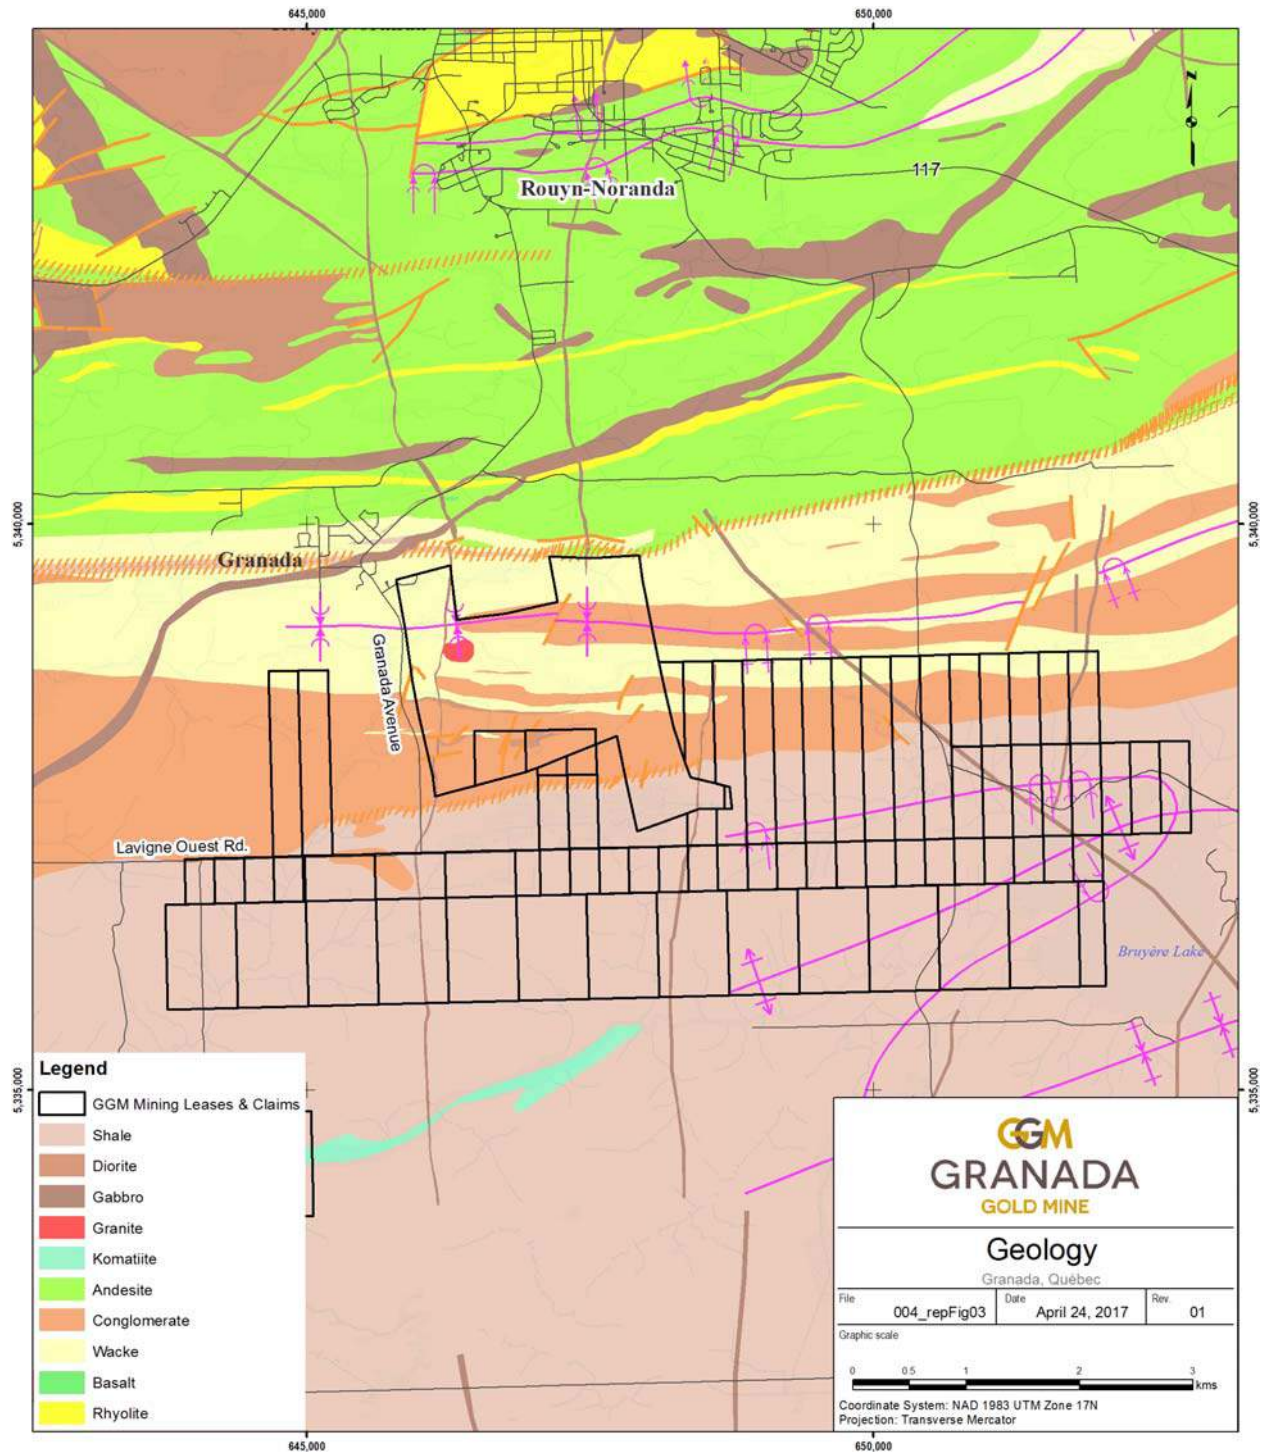 645,000
650,000
117
Rouyn-Noranda
5,340,000
5,340,000
Granada
Granada Avenue
Lavigne Ouest Rd.
Bruyère Lake
5,335,000
5,335,000
Legend
GGM Mining Leases & Claims
Shale
Diorite
Gabbro
Granite
Komatiite
Andesite
Conglomerate
Wacke
Basalt
Rhyolite
GGM
GRANADA
GOLD MINE
Geology
Granada, Québec
File
004_repFig03
Date
April 24, 2017
Rev.
01
Graphic scale
0 0.5 1 2 3
kms
Coordinate System: NAD 1983 UTM Zone 17N
Projection: Transverse Mercator
645,000
650,000